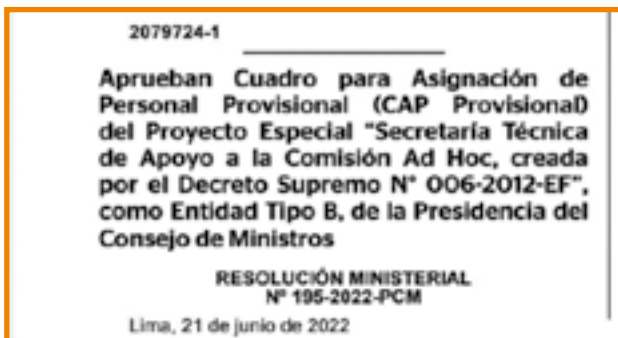 2079724-1
Aprueban Cuadro para Asignación de
Personal Provisional (CAP Provisional)
del Proyecto Especial "Secretaría Técnica
de Apoyo a la Comisión Ad Hoc, creada
por el Decreto Supremo N° 006-2012-EF",
como Entidad Tipo B, de la Presidencia del
Consejo de Ministros
RESOLUCIÓN MINISTERIAL
N° 195-2022-PCM
Lima, 21 de junio de 2022